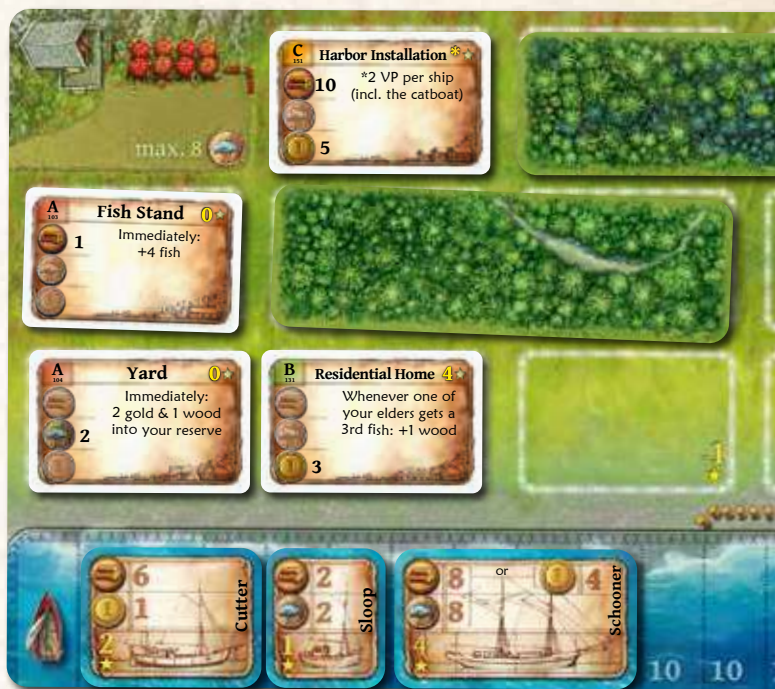 max. 8
C
151
Harbor Installation *
10
5
*2 VP per ship
(incl. the catboat)
A
103
Fish Stand 0
1
Immediately:
+4 fish
A
104
Yard 0
2
Immediately:
2 gold & 1 wood
into your reserve
B
131
Residential Home 4
3
Whenever one of
your elders gets a
3rd fish: +1 wood
-1
6
1
2
Cutter
2
2
1
Sloop
8 or 4
8
4
Schooner
10 10